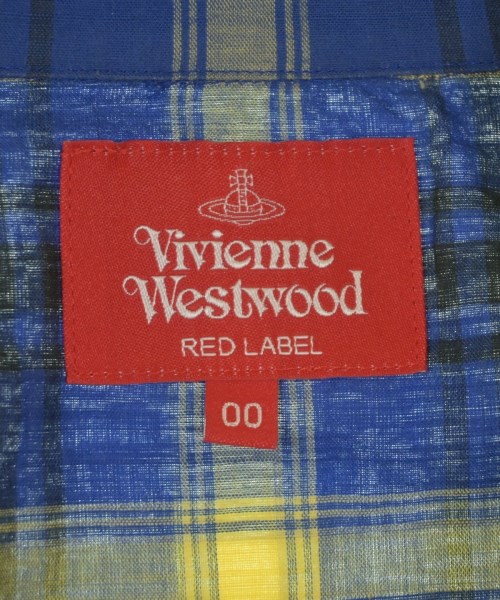 Vivienne
Westwood
RED LABEL
00